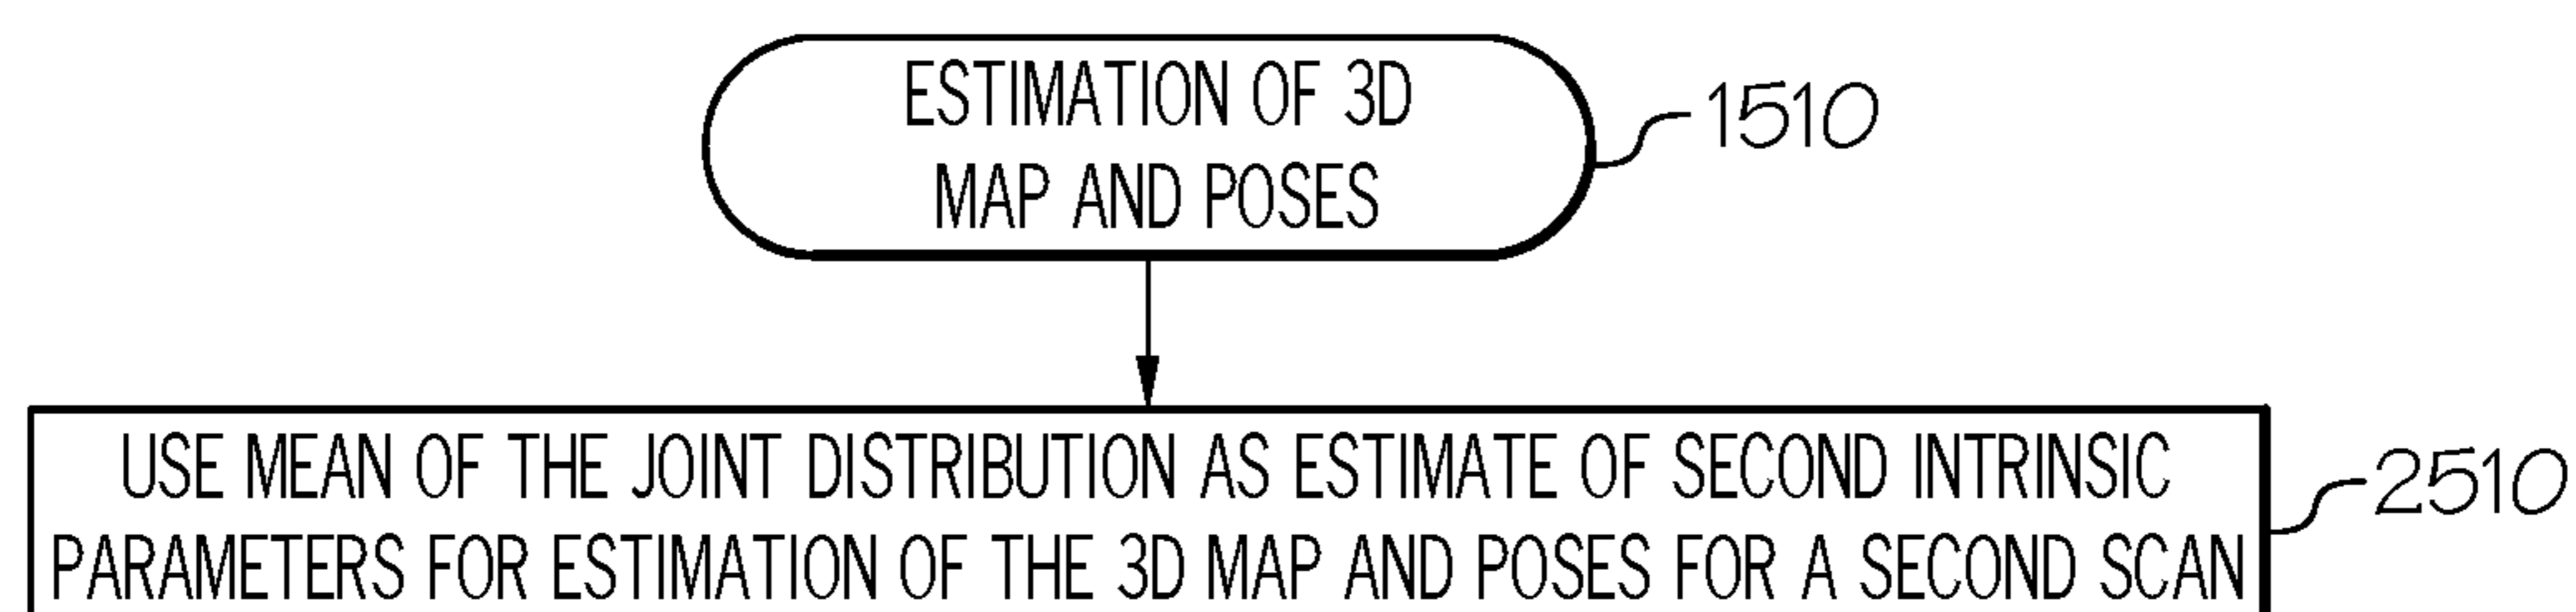 ESTIMATION OF 3D
MAP AND POSES
1510
USE MEAN OF THE JOINT DISTRIBUTION AS ESTIMATE OF SECOND INTRINSIC
PARAMETERS FOR ESTIMATION OF THE 3D MAP AND POSES FOR A SECOND SCAN
2510